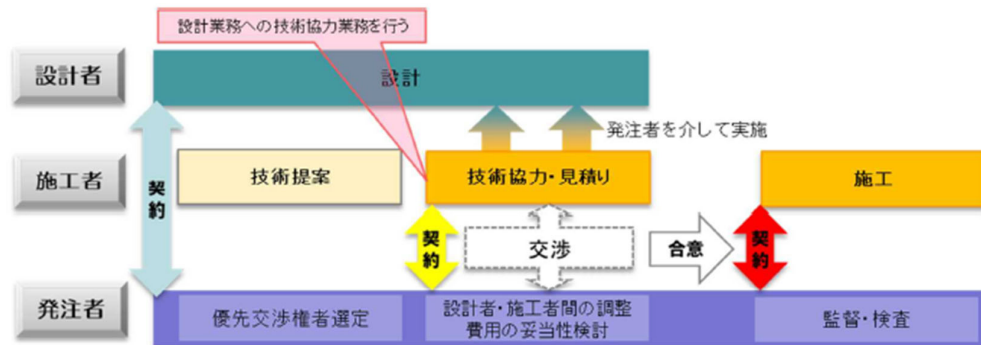 設計業務への技術協力業務を行う
設計者
設計
発注者を介して実施
施工者
技術提案
技術協力・見積り
施工
契約
契約
交渉
合意
契約
発注者
優先交渉権者選定
設計者・施工者間の調整
費用の妥当性検討
監督・検査